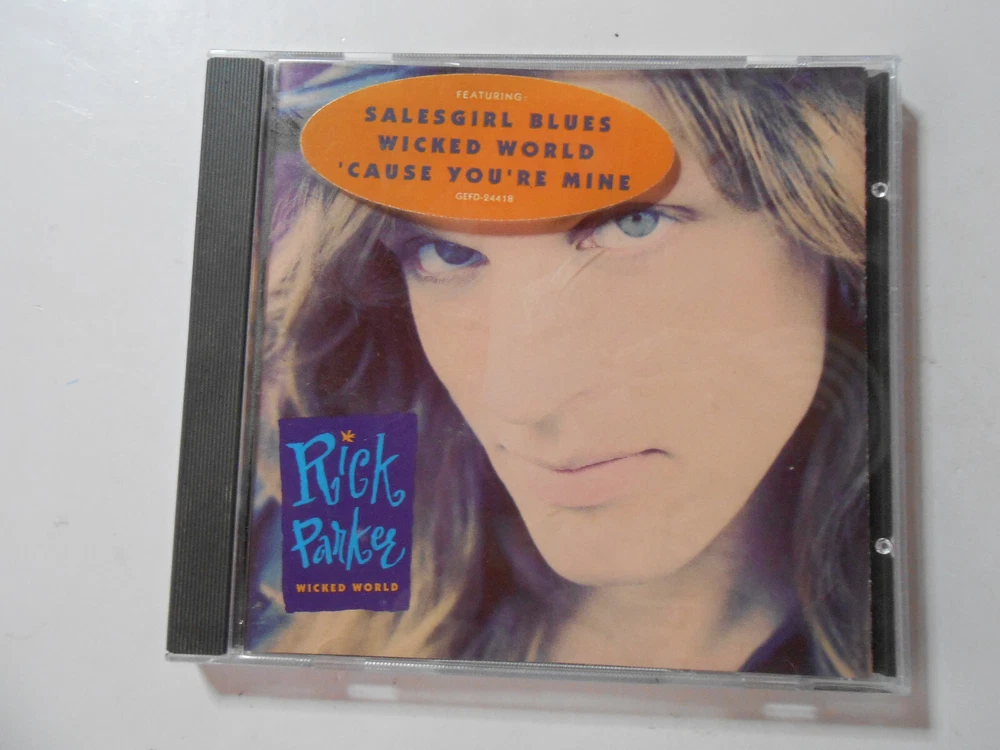 FEATURING:
SALESGIRL BLUES
WICKED WORLD
'CAUSE YOU'RE MINE
GEFD-24418
Rick
Parker
WICKED WORLD